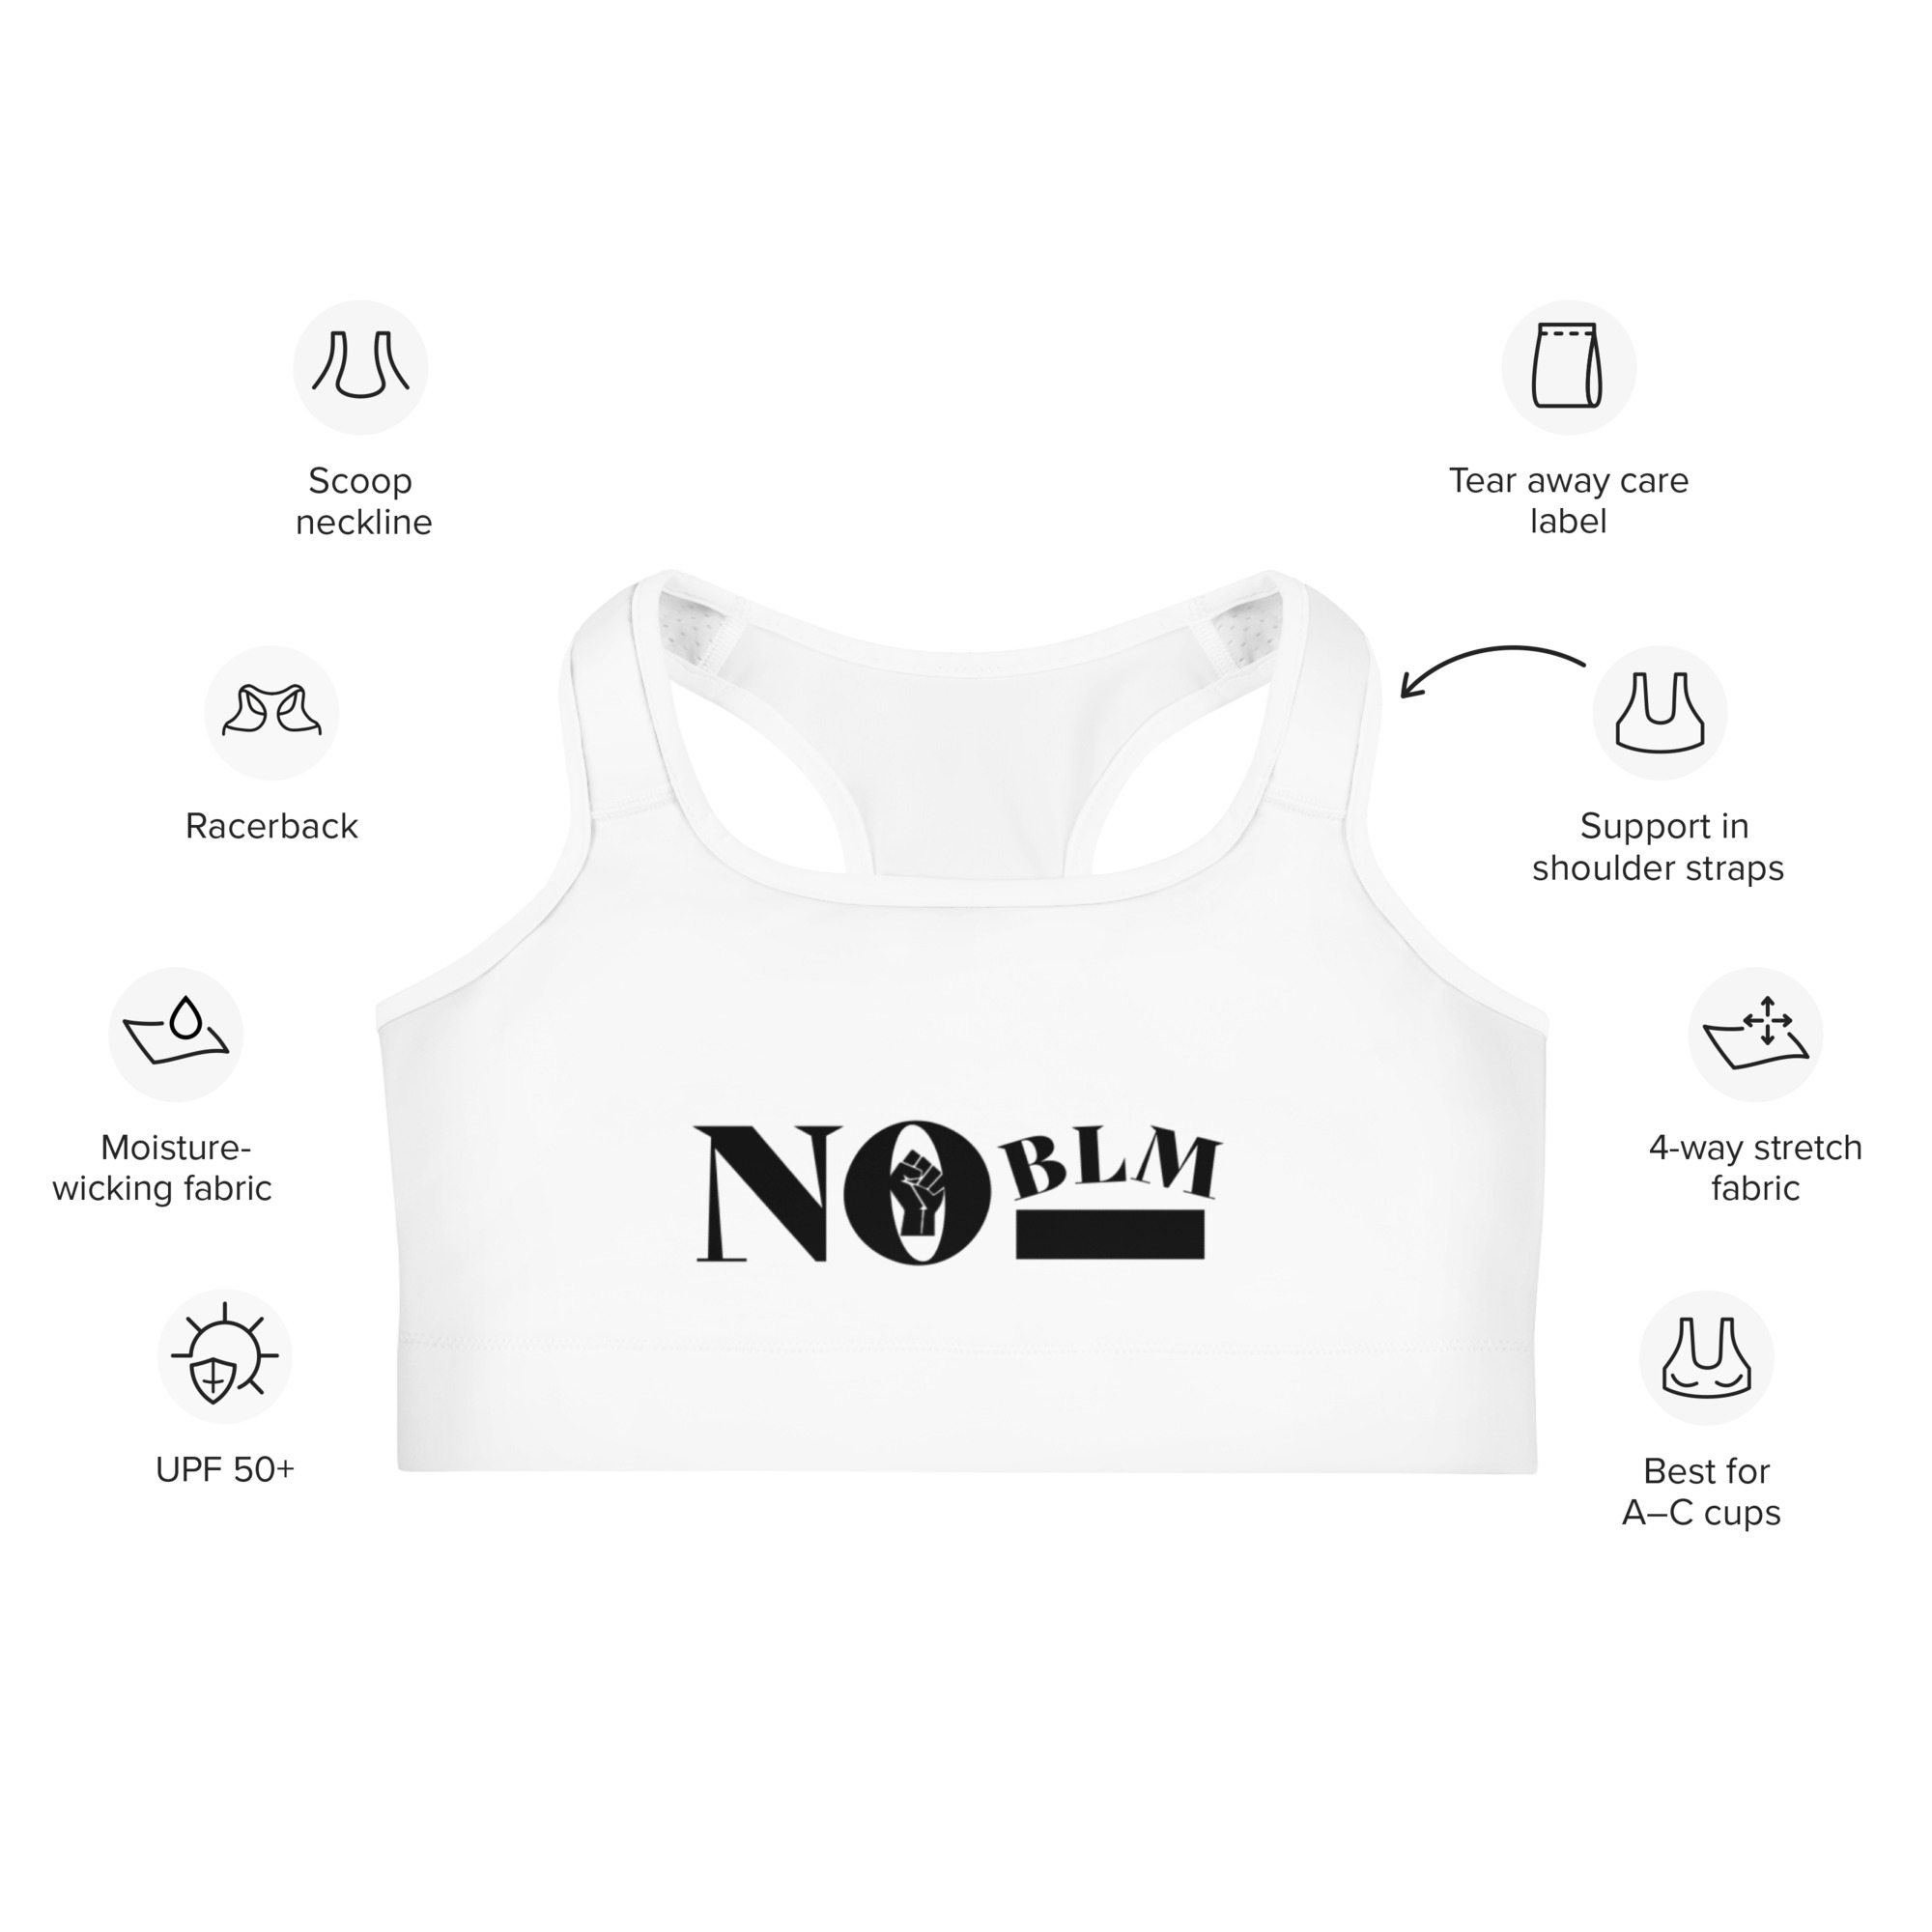 Scoop
neckline
Tear away care
label
Racerback
Support in
shoulder straps
Moisture-
wicking fabric
4-way stretch
fabric
NO BLM
UPF 50+
Best for
A–C cups